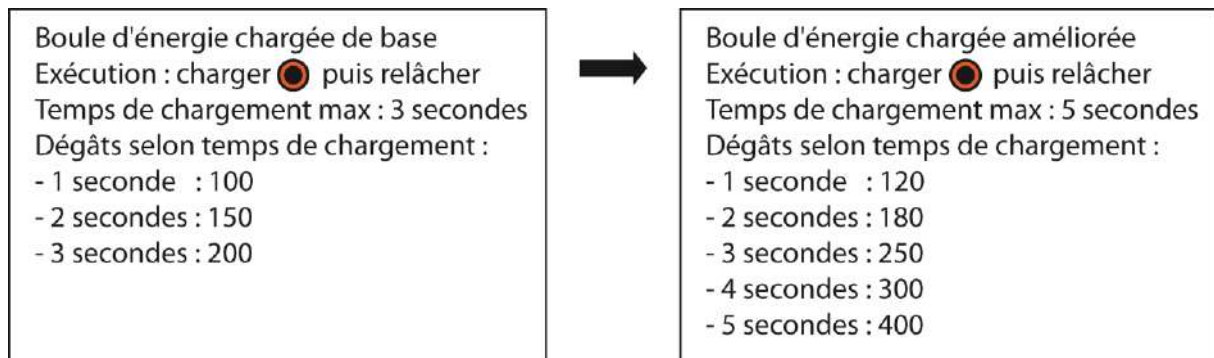 Boule d'énergie chargée de base
Exécution : charger puis relâcher
Temps de chargement max : 3 secondes
Dégâts selon temps de chargement :
- 1 seconde : 100
- 2 secondes : 150
- 3 secondes : 200
Boule d'énergie chargée améliorée
Exécution : charger puis relâcher
Temps de chargement max : 5 secondes
Dégâts selon temps de chargement :
- 1 seconde : 120
- 2 secondes : 180
- 3 secondes : 250
- 4 secondes : 300
- 5 secondes : 400